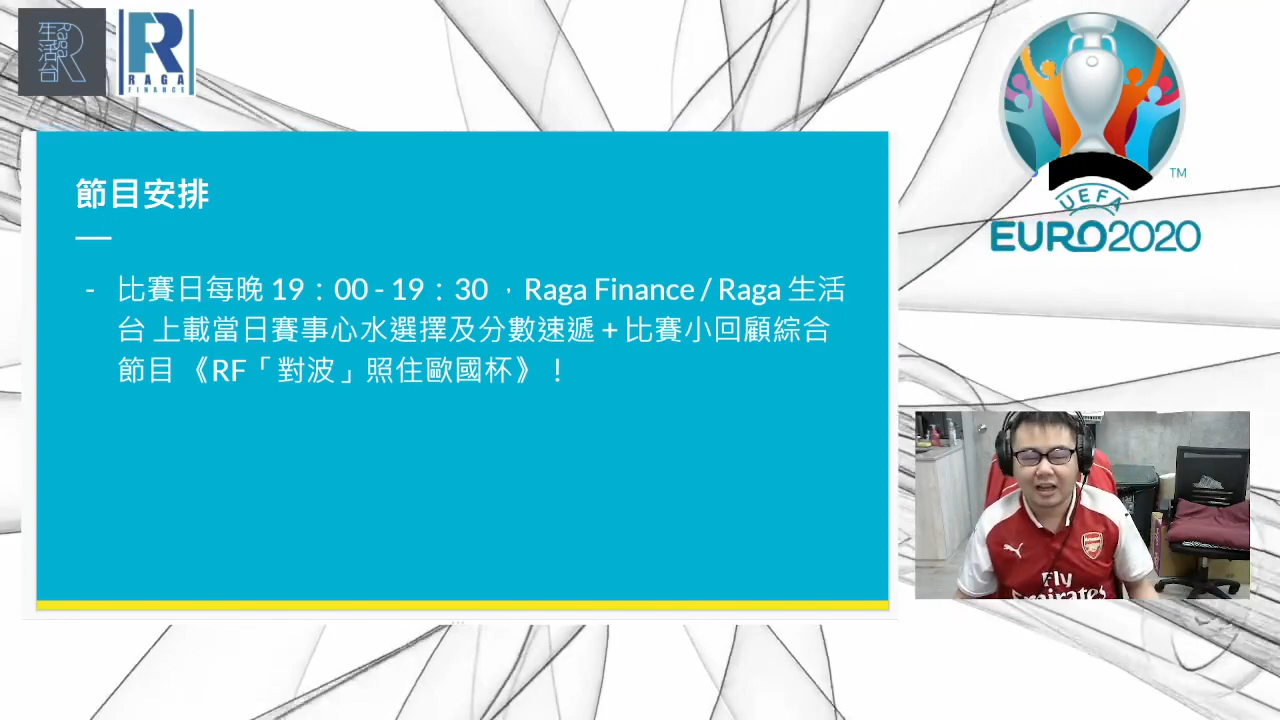 生活台
Raga
RAGA
FINANCE
TM
UEFA
EURO2020
節目安排
- 比賽日每晚 19：00 - 19：30 ，Raga Finance / Raga 生活
台 上載當日賽事心水選擇及分數速遞 + 比賽小回顧綜合
節目 《RF「對波」照住歐國杯》！
Arsenal
Fly
Emirates